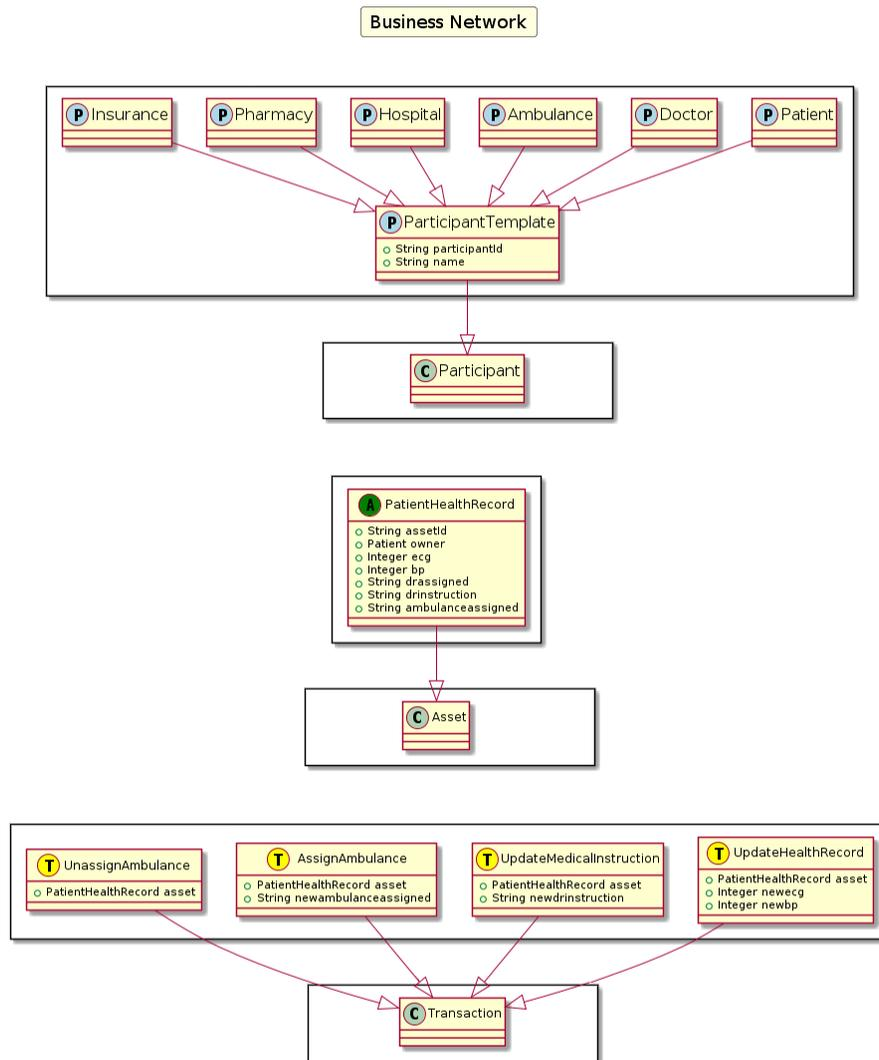 Business Network
P Insurance
P Pharmacy
P Hospital
P Ambulance
P Doctor
P Patient
P ParticipantTemplate
String participantId
String name
C Participant
A PatientHealthRecord
String assetId
Patient owner
Integer ecg
Integer bp
String drassigned
String drinstruction
String ambulanceassigned
C Asset
T UnassignAmbulance
PatientHealthRecord asset
T AssignAmbulance
PatientHealthRecord asset
String newambulanceassigned
T UpdateMedicalInstruction
PatientHealthRecord asset
String newdrinstruction
T UpdateHealthRecord
PatientHealthRecord asset
Integer newecg
Integer newbp
C Transaction